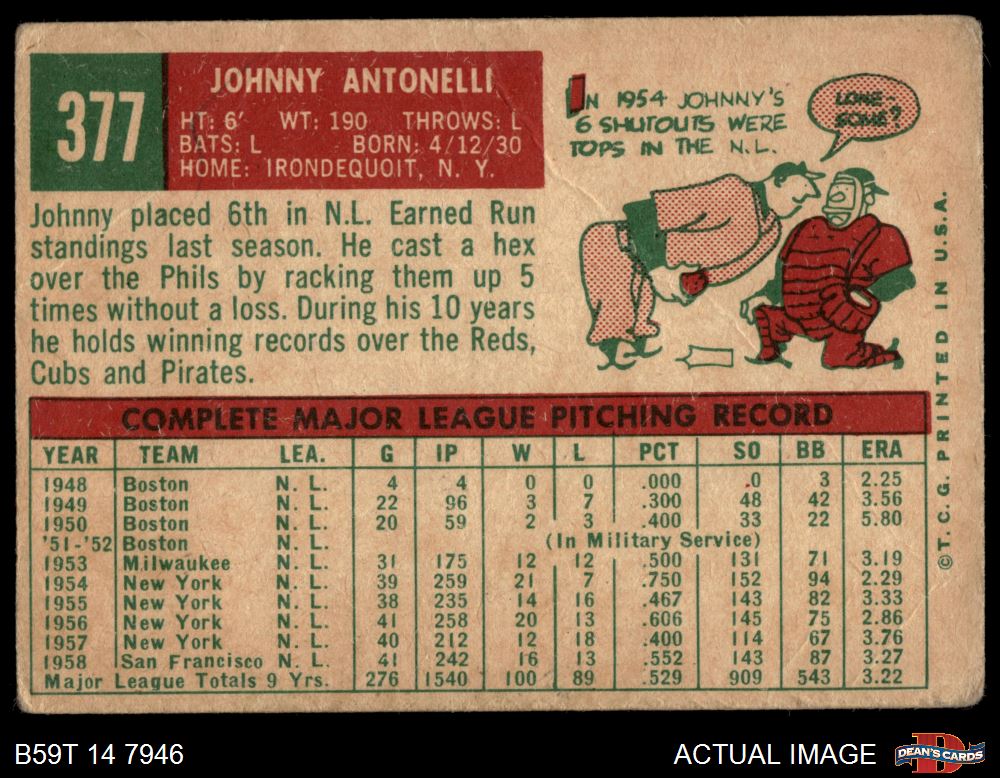 377
JOHNNY ANTONELLI
HT: 6' WT: 190 THROWS: L
BATS: L BORN: 4/12/30
HOME: IRONDEQUOIT, N. Y.
IN 1954 JOHNNY'S
6 SHUTOUTS WERE
TOPS IN THE N.L.
LONE-
SOME?
Johnny placed 6th in N.L. Earned Run
standings last season. He cast a hex
over the Phils by racking them up 5
times without a loss. During his 10 years
he holds winning records over the Reds,
Cubs and Pirates.
COMPLETE MAJOR LEAGUE PITCHING RECORD
YEAR TEAM LEA. G IP W L PCT SO BB ERA
1948 Boston N. L. 4 4 0 0 .000 0 3 2.25
1949 Boston N. L. 22 96 3 7 .300 48 42 3.56
1950 Boston N. L. 20 59 2 3 .400 33 22 5.80
'51-'52 Boston N. L. (In Military Service)
1953 Milwaukee N. L. 31 175 12 12 .500 131 71 3.19
1954 New York N. L. 39 259 21 7 .750 152 94 2.29
1955 New York N. L. 38 235 14 16 .467 143 82 3.33
1956 New York N. L. 41 258 20 13 .606 145 75 2.86
1957 New York N. L. 40 212 12 18 .400 114 67 3.76
1958 San Francisco N. L. 41 242 16 13 .552 143 87 3.27
Major League Totals 9 Yrs. 276 1540 100 89 .529 909 543 3.22
© T. C. G. PRINTED IN U.S.A.
B59T 14 7946
ACTUAL IMAGE
DEAN'S CARDS